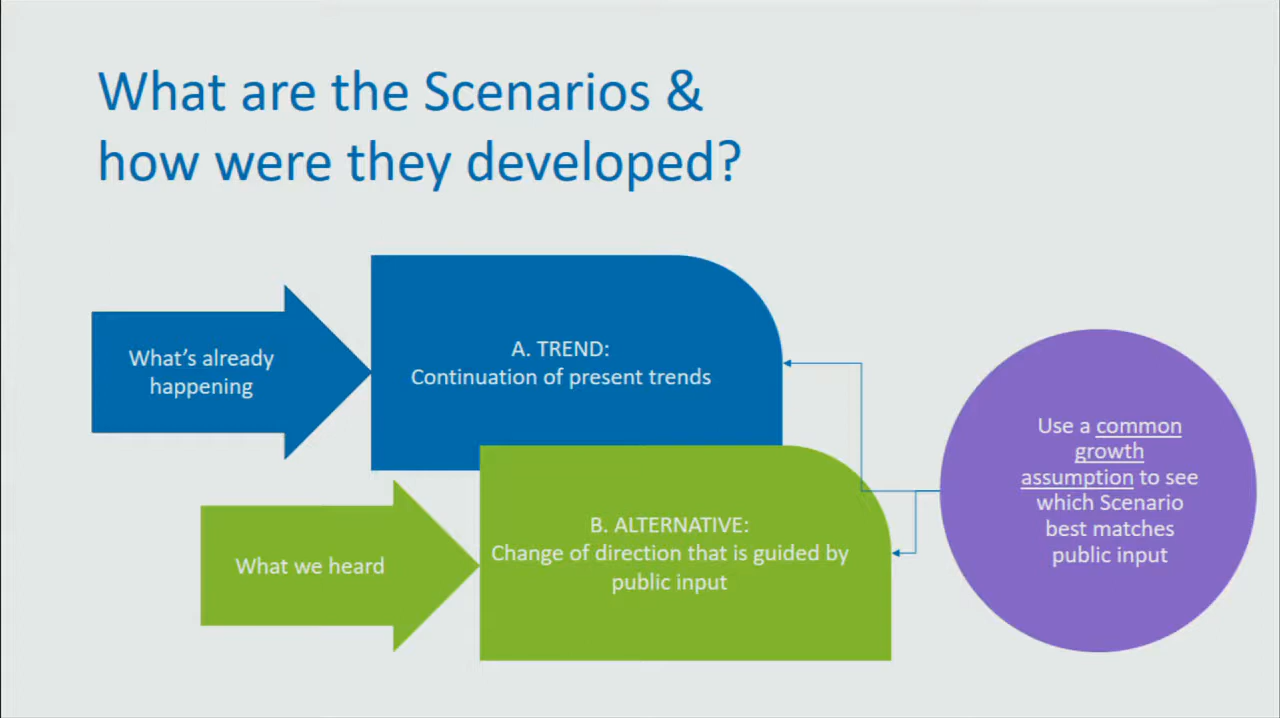 What are the Scenarios &
how were they developed?
What's already
happening
A. TREND:
Continuation of present trends
What we heard
B. ALTERNATIVE:
Change of direction that is guided by
public input
Use a common
growth
assumption to see
which Scenario
best matches
public input